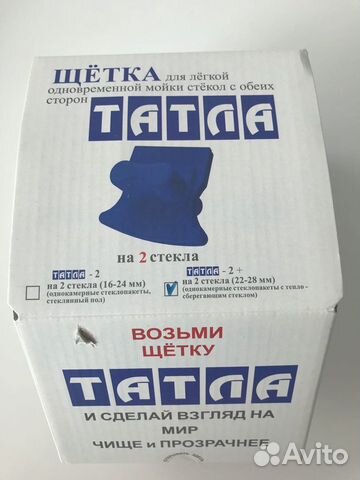 ЩЁТКА для лёгкой
одновременной мойки стёкол с обеих
сторон ТАТЛА
на 2 стекла
ТАТЛА - 2
на 2 стекла (16-24 мм)
(однокамерные стеклопакеты,
стеклянный пол)
ТАТЛА - 2 +
на 2 стекла (22-28 мм)
(однокамерные стеклопакеты с тепло -
сберегающим стеклом)
ВОЗЬМИ
ЩЁТКУ
ТАТЛА
И СДЕЛАЙ ВЗГЛЯД НА
МИР
ЧИЩЕ И ПРОЗРАЧНЕЕ
Avito